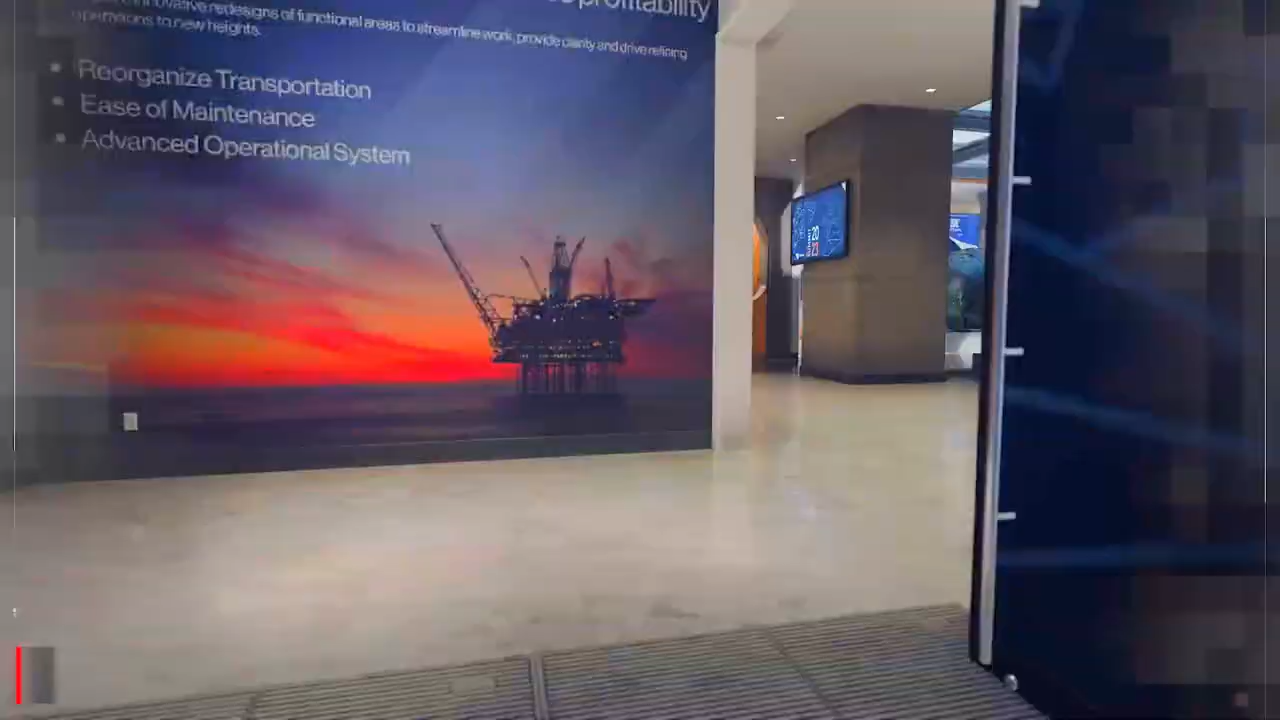 profitability
innovative redesigns of functional areas to streamline work, provide clarity and drive refining
operations to new heights.
• Reorganize Transportation
• Ease of Maintenance
• Advanced Operational System